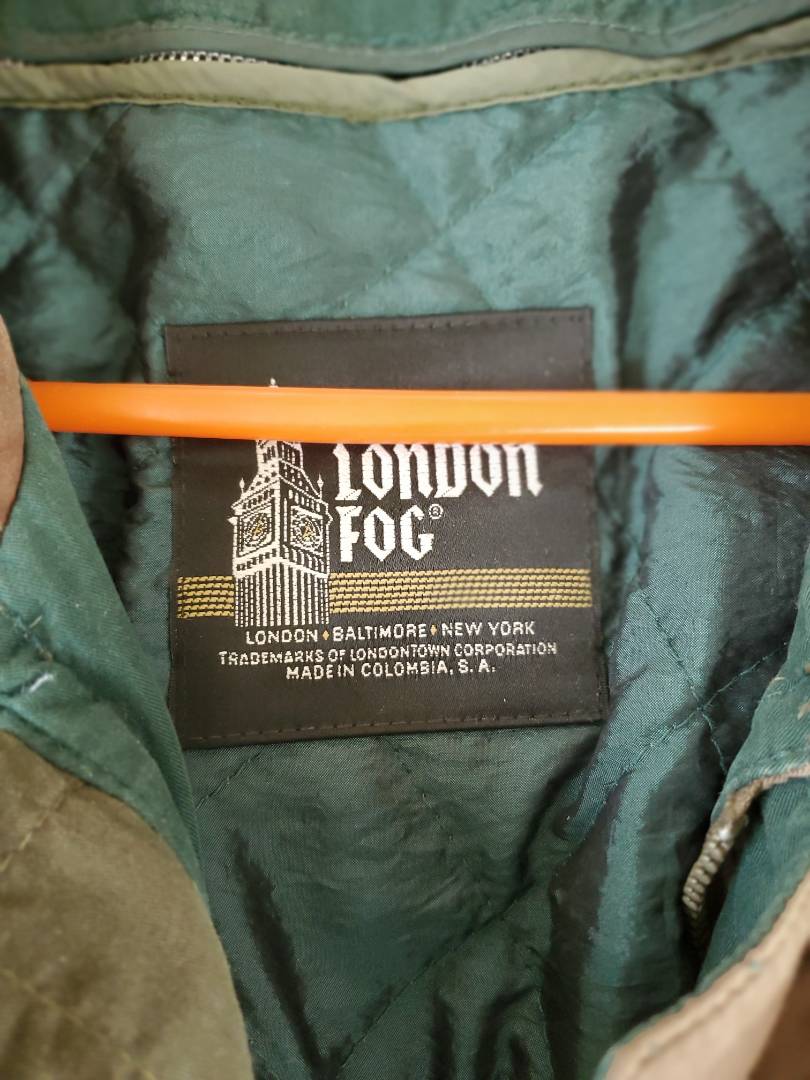 LONDON
FOG®
LONDON ♦ BALTIMORE ♦ NEW YORK
TRADEMARKS OF LONDONTOWN CORPORATION
MADE IN COLOMBIA, S.A.